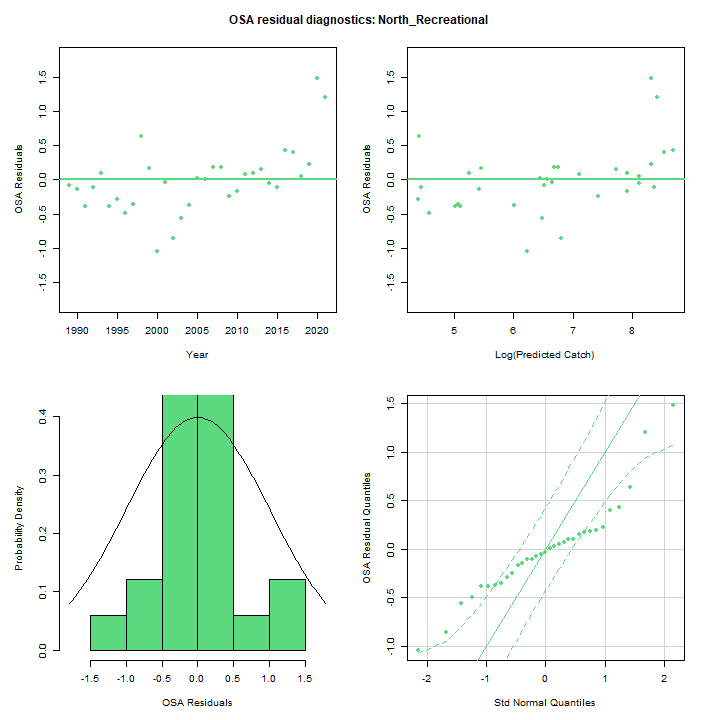 OSA residual diagnostics: North_Recreational
OSA Residuals
1.5
1.0
0.5
0.0
-0.5
-1.0
-1.5
1990 1995 2000 2005 2010 2015 2020
Year
OSA Residuals
1.5
1.0
0.5
0.0
-0.5
-1.0
-1.5
5 6 7 8
Log(Predicted Catch)
Probability Density
0.4
0.3
0.2
0.1
0.0
-1.5 -1.0 -0.5 0.0 0.5 1.0 1.5
OSA Residuals
OSA Residual Quantiles
1.5
1.0
0.5
0.0
-0.5
-1.0
-2 -1 0 1 2
Std Normal Quantiles